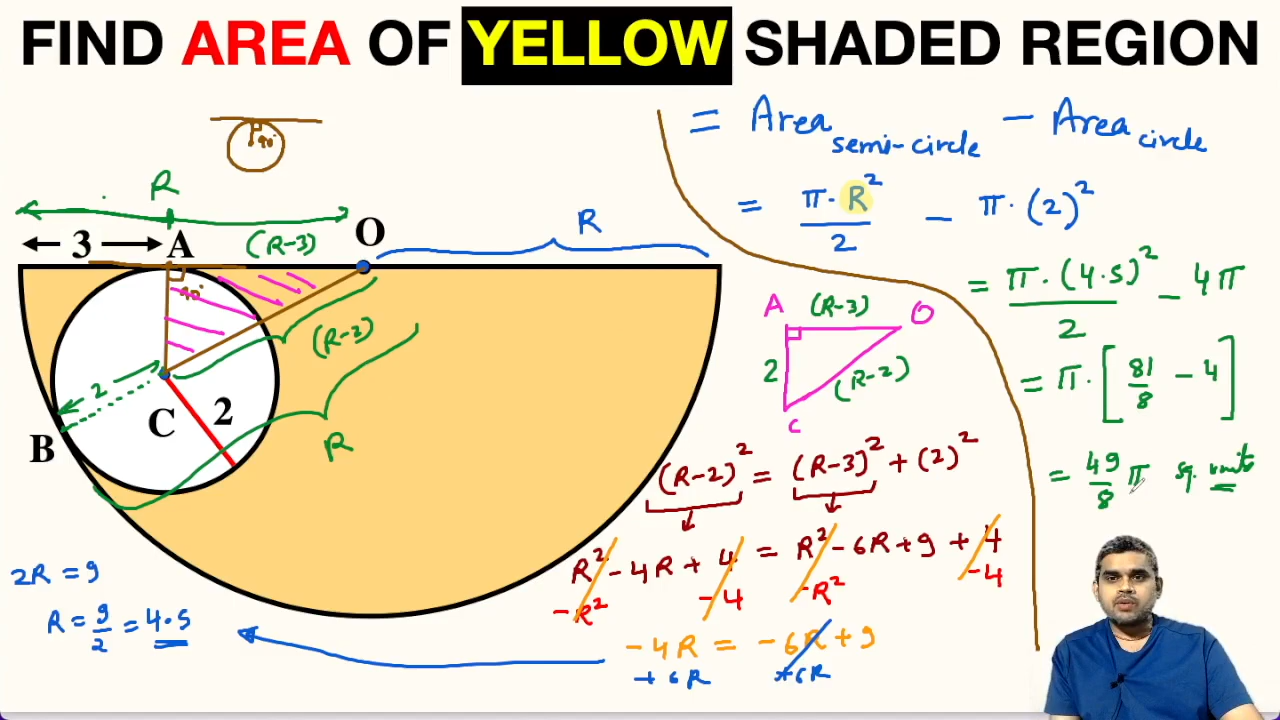 FIND AREA OF YELLOW SHADED REGION
= Area semi-circle - Area circle
90°
R
= π·R²/2 - π·(2)²
3 A (R-3) O R
90°
= π·(4.5)²/2 - 4π
(R-3)
A (R-3) O
2 (R-2)
C
= π·[81/8 - 4]
2
C 2
B
R
(R-2)² = (R-3)² + (2)²
= 49/8 π sq. units
R² - 4R + 4 = R² - 6R + 9 + 4
-R² - 4 -R² -4
2R = 9
R = 9/2 = 4.5
-4R = -6R + 9
+6R +6R